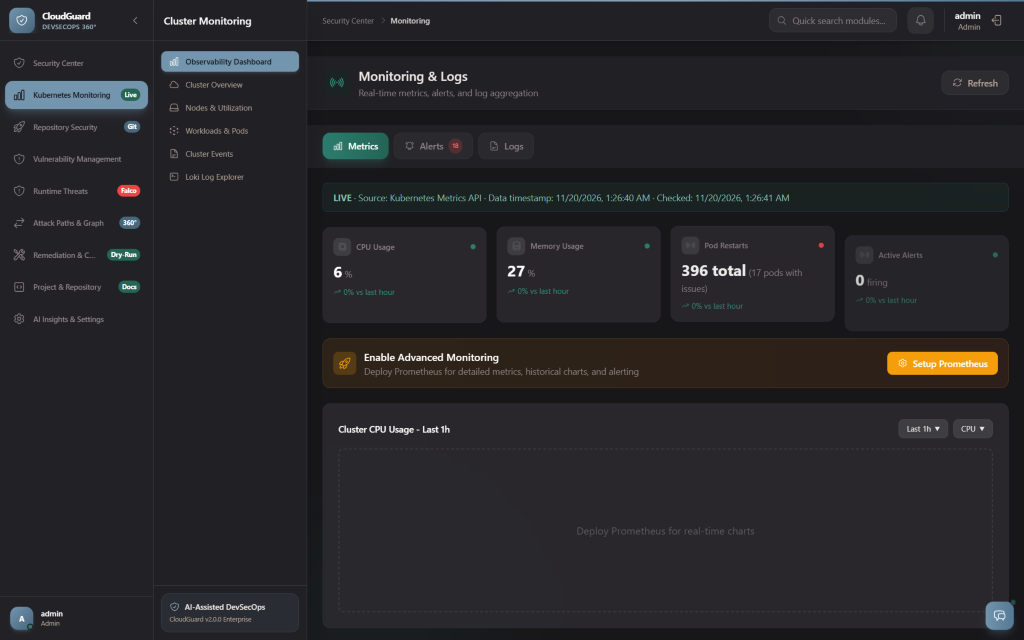 CloudGuard
DEVSECOPS 360°
Security Center
Kubernetes Monitoring Live
Repository Security Git
Vulnerability Management
Runtime Threats Falco
Attack Paths & Graph 360°
Remediation & C... Dry-Run
Project & Repository Docs
AI Insights & Settings
A
admin
Admin
Cluster Monitoring
Observability Dashboard
Cluster Overview
Nodes & Utilization
Workloads & Pods
Cluster Events
Loki Log Explorer
AI-Assisted DevSecOps
CloudGuard v2.0.0 Enterprise
Security Center > Monitoring
Quick search modules...
admin
Admin
Monitoring & Logs
Real-time metrics, alerts, and log aggregation
Refresh
Metrics
Alerts 18
Logs
LIVE · Source: Kubernetes Metrics API · Data timestamp: 11/20/2026, 1:26:40 AM · Checked: 11/20/2026, 1:26:41 AM
CPU Usage
6 %
0% vs last hour
Memory Usage
27 %
0% vs last hour
Pod Restarts
396 total (17 pods with
issues)
0% vs last hour
Active Alerts
0 firing
0% vs last hour
Enable Advanced Monitoring
Deploy Prometheus for detailed metrics, historical charts, and alerting
Setup Prometheus
Cluster CPU Usage - Last 1h
Last 1h ▼
CPU ▼
Deploy Prometheus for real-time charts